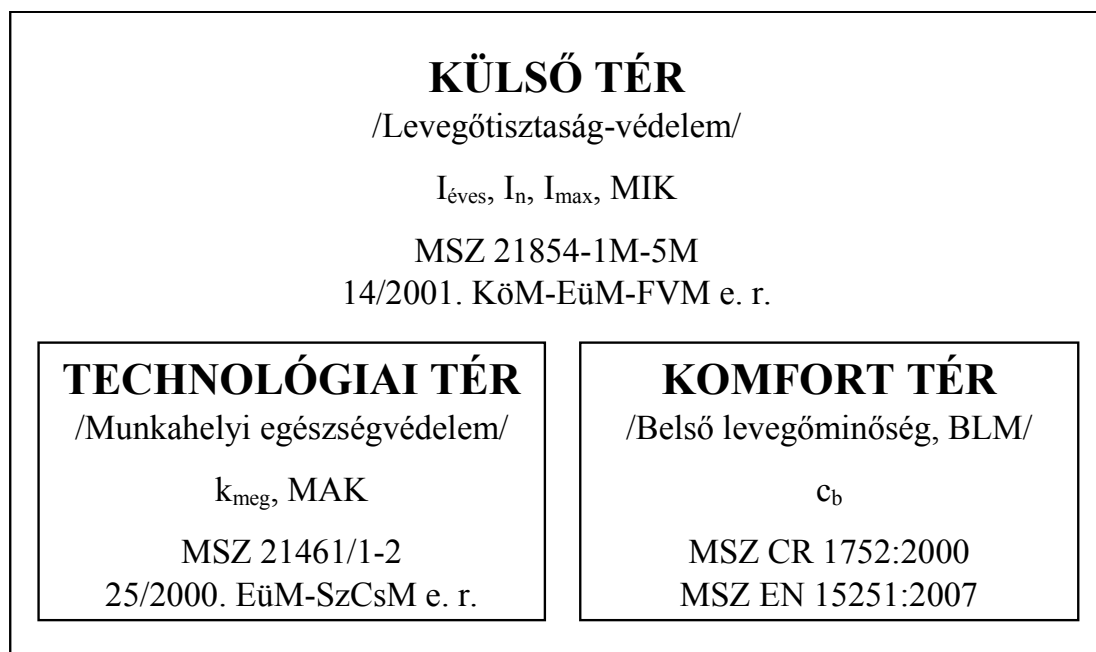 KÜLSŐ TÉR
/Levegőtisztaság-védelem/
Iéves, In, Imax, MIK
MSZ 21854-1M-5M
14/2001. KöM-EüM-FVM e. r.
TECHNOLÓGIAI TÉR
/Munkahelyi egészségvédelem/
kmeg, MAK
MSZ 21461/1-2
25/2000. EüM-SzCsM e. r.
KOMFORT TÉR
/Belső levegőminőség, BLM/
cb
MSZ CR 1752:2000
MSZ EN 15251:2007